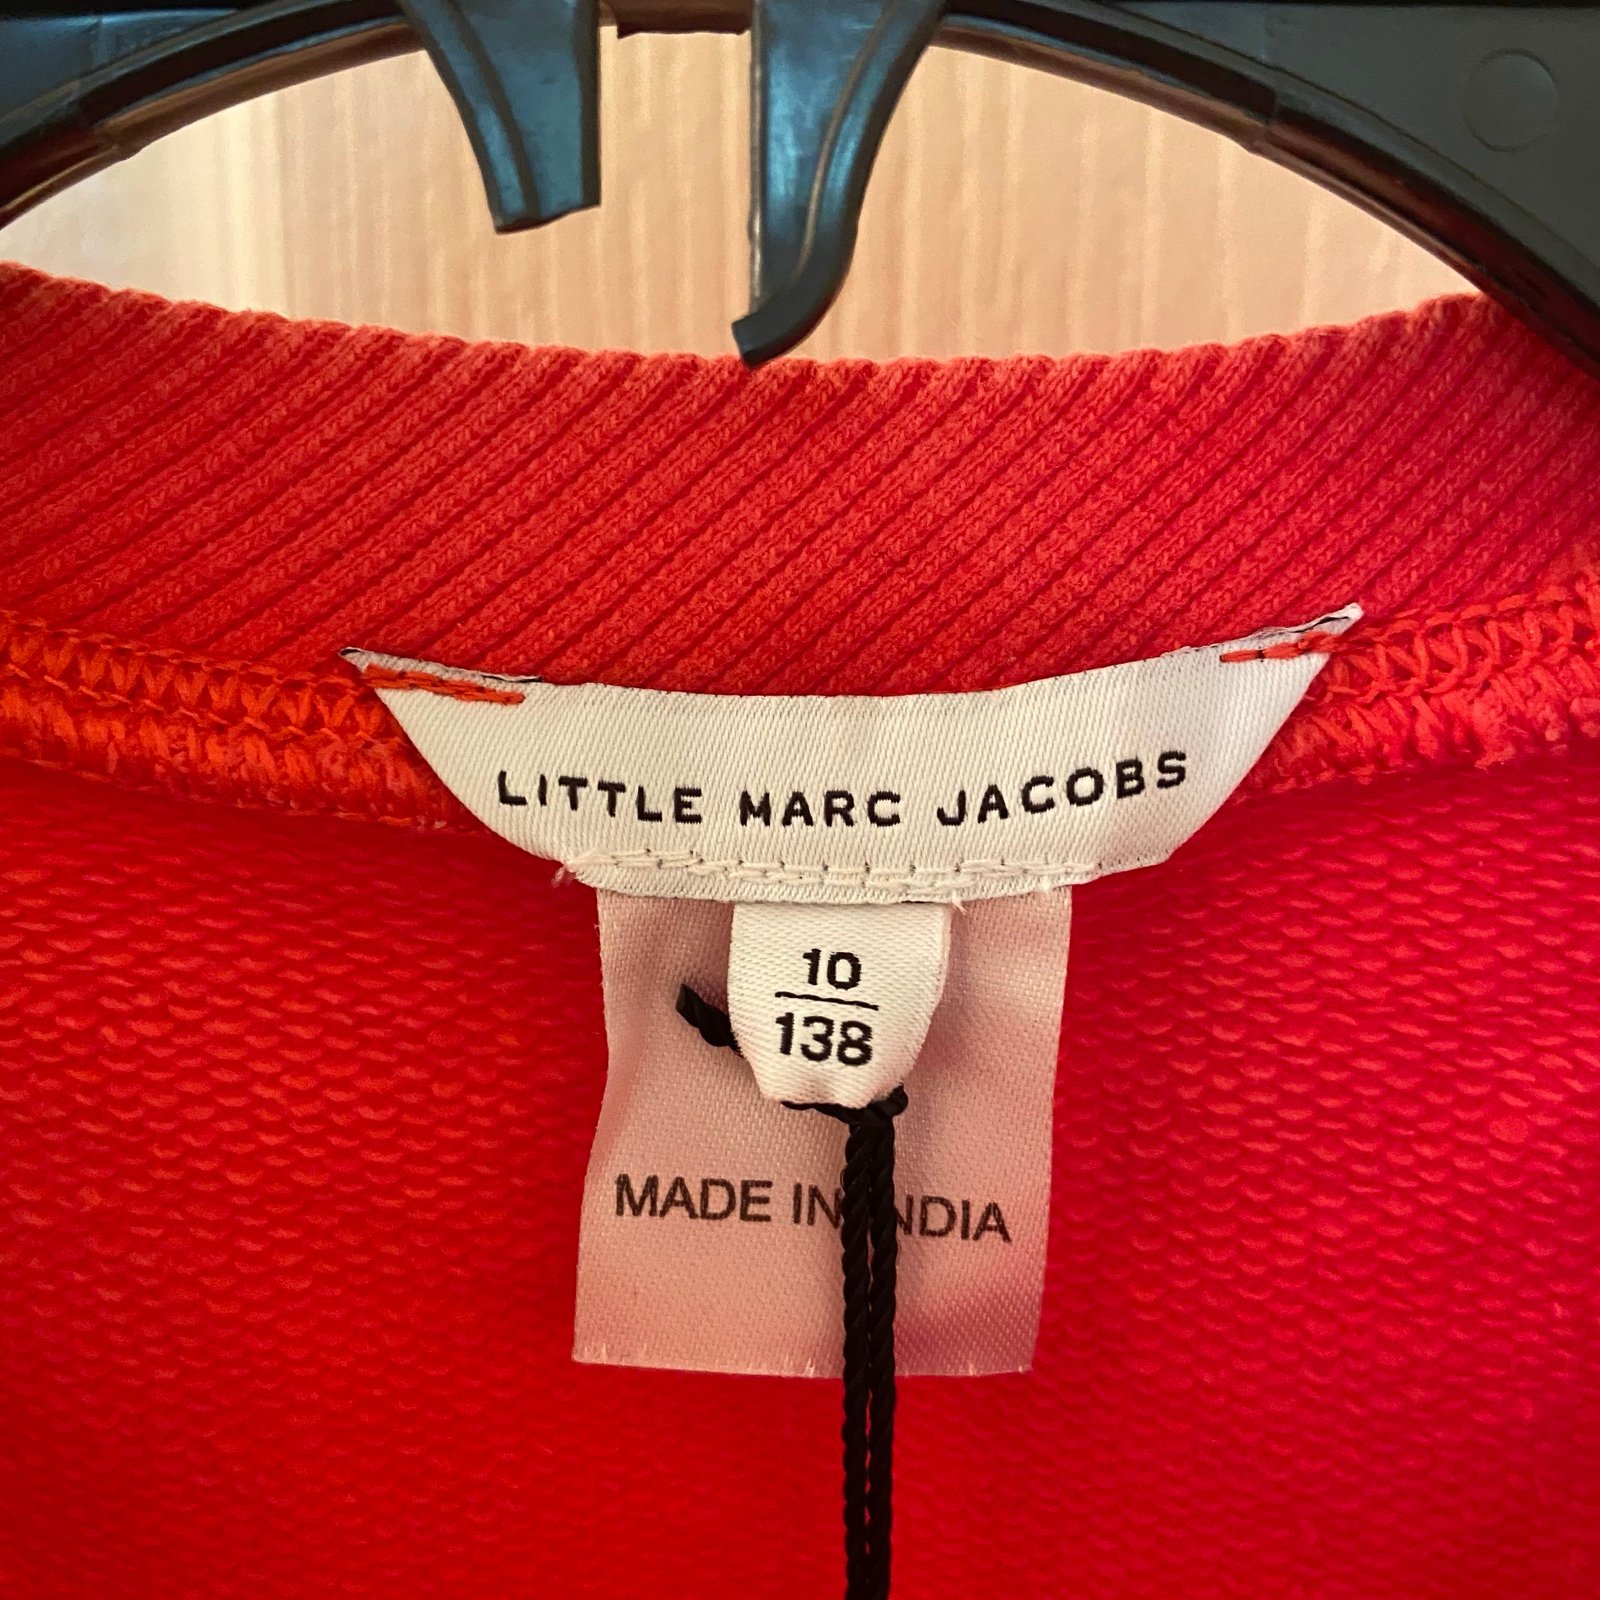 LITTLE MARC JACOBS
10
138
MADE IN INDIA